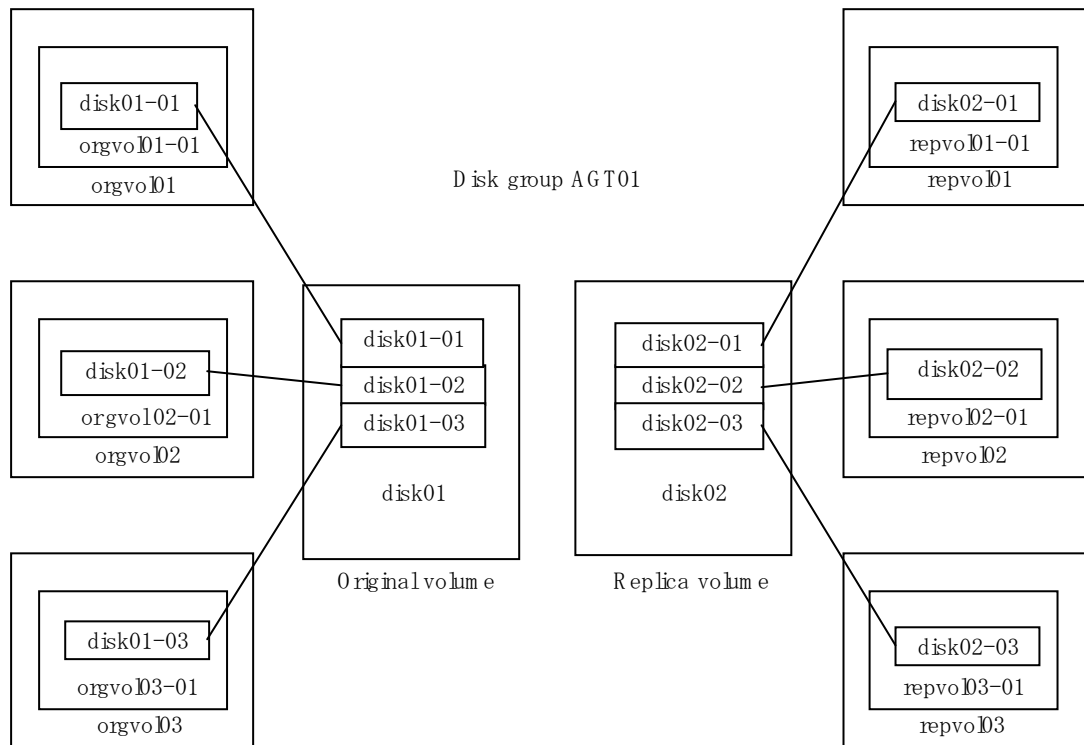 disk01-01
orgvol01-01
orgvol01
Disk group AGT01
disk02-01
repvol01-01
repvol01
disk01-02
orgvol02-01
orgvol02
disk01-01
disk01-02
disk01-03
disk01
Original volume
disk02-01
disk02-02
disk02-03
disk02
Replica volume
disk02-02
repvol02-01
repvol02
disk01-03
orgvol03-01
orgvol03
disk02-03
repvol03-01
repvol03